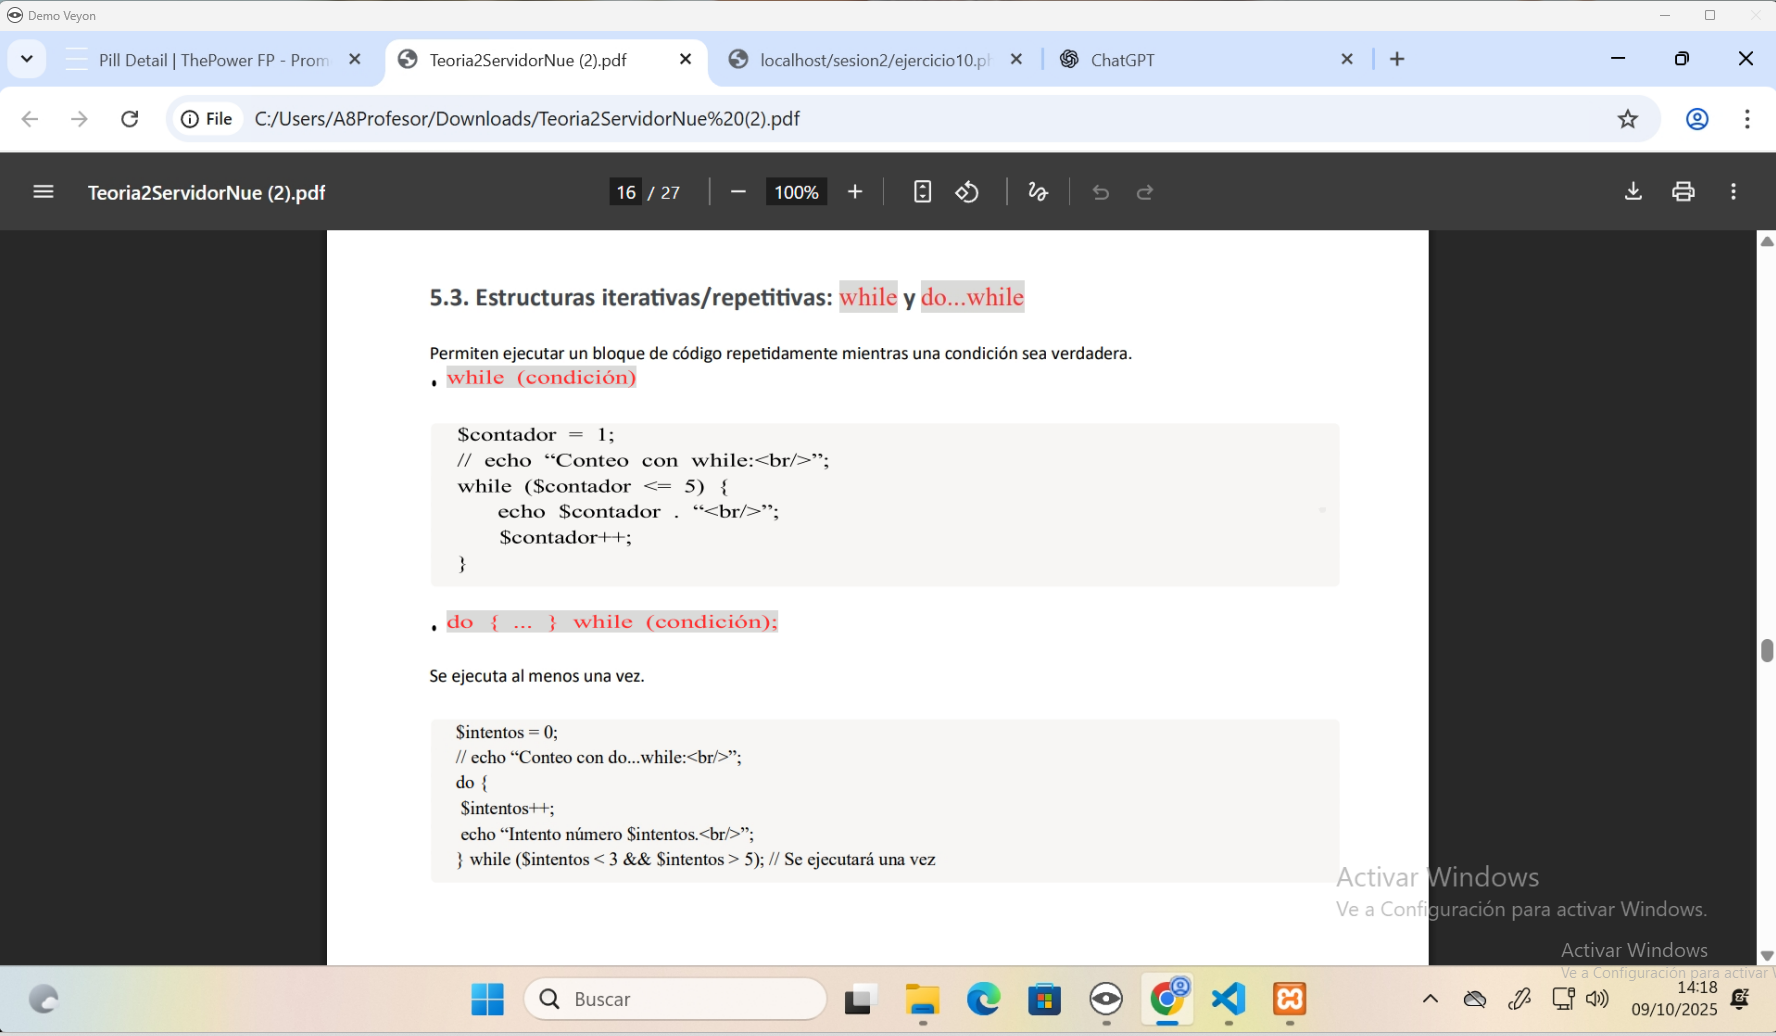 Demo Veyon
Pill Detail | ThePower FP - Prom
Teoria2ServidorNue (2).pdf
localhost/sesion2/ejercicio10.ph
ChatGPT
File
C:/Users/A8Profesor/Downloads/Teoria2ServidorNue%20(2).pdf
Teoria2ServidorNue (2).pdf
16 / 27
100%
5.3. Estructuras iterativas/repetitivas: while y do...while
Permiten ejecutar un bloque de código repetidamente mientras una condición sea verdadera.
• while (condición)
$contador = 1;
// echo “Conteo con while:<br/>”;
while ($contador <= 5) {
echo $contador . “<br/>”;
$contador++;
}
• do { ... } while (condición);
Se ejecuta al menos una vez.
$intentos = 0;
// echo “Conteo con do...while:<br/>”;
do {
$intentos++;
echo “Intento número $intentos.<br/>”;
} while ($intentos < 3 && $intentos > 5); // Se ejecutará una vez
Activar Windows
Ve a Configuración para activar Windows.
Activar Windows
Ve a Configuración para activar
Buscar
14:18
09/10/2025